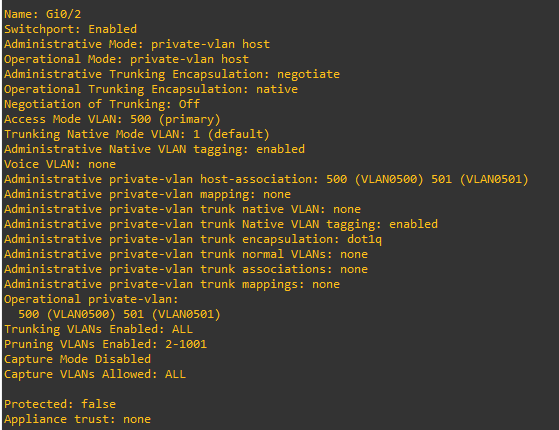 Name: Gi0/2
Switchport: Enabled
Administrative Mode: private-vlan host
Operational Mode: private-vlan host
Administrative Trunking Encapsulation: negotiate
Operational Trunking Encapsulation: native
Negotiation of Trunking: Off
Access Mode VLAN: 500 (primary)
Trunking Native Mode VLAN: 1 (default)
Administrative Native VLAN tagging: enabled
Voice VLAN: none
Administrative private-vlan host-association: 500 (VLAN0500) 501 (VLAN0501)
Administrative private-vlan mapping: none
Administrative private-vlan trunk native VLAN: none
Administrative private-vlan trunk Native VLAN tagging: enabled
Administrative private-vlan trunk encapsulation: dot1q
Administrative private-vlan trunk normal VLANs: none
Administrative private-vlan trunk associations: none
Administrative private-vlan trunk mappings: none
Operational private-vlan:
  500 (VLAN0500) 501 (VLAN0501)
Trunking VLANs Enabled: ALL
Pruning VLANs Enabled: 2-1001
Capture Mode Disabled
Capture VLANs Allowed: ALL

Protected: false
Appliance trust: none